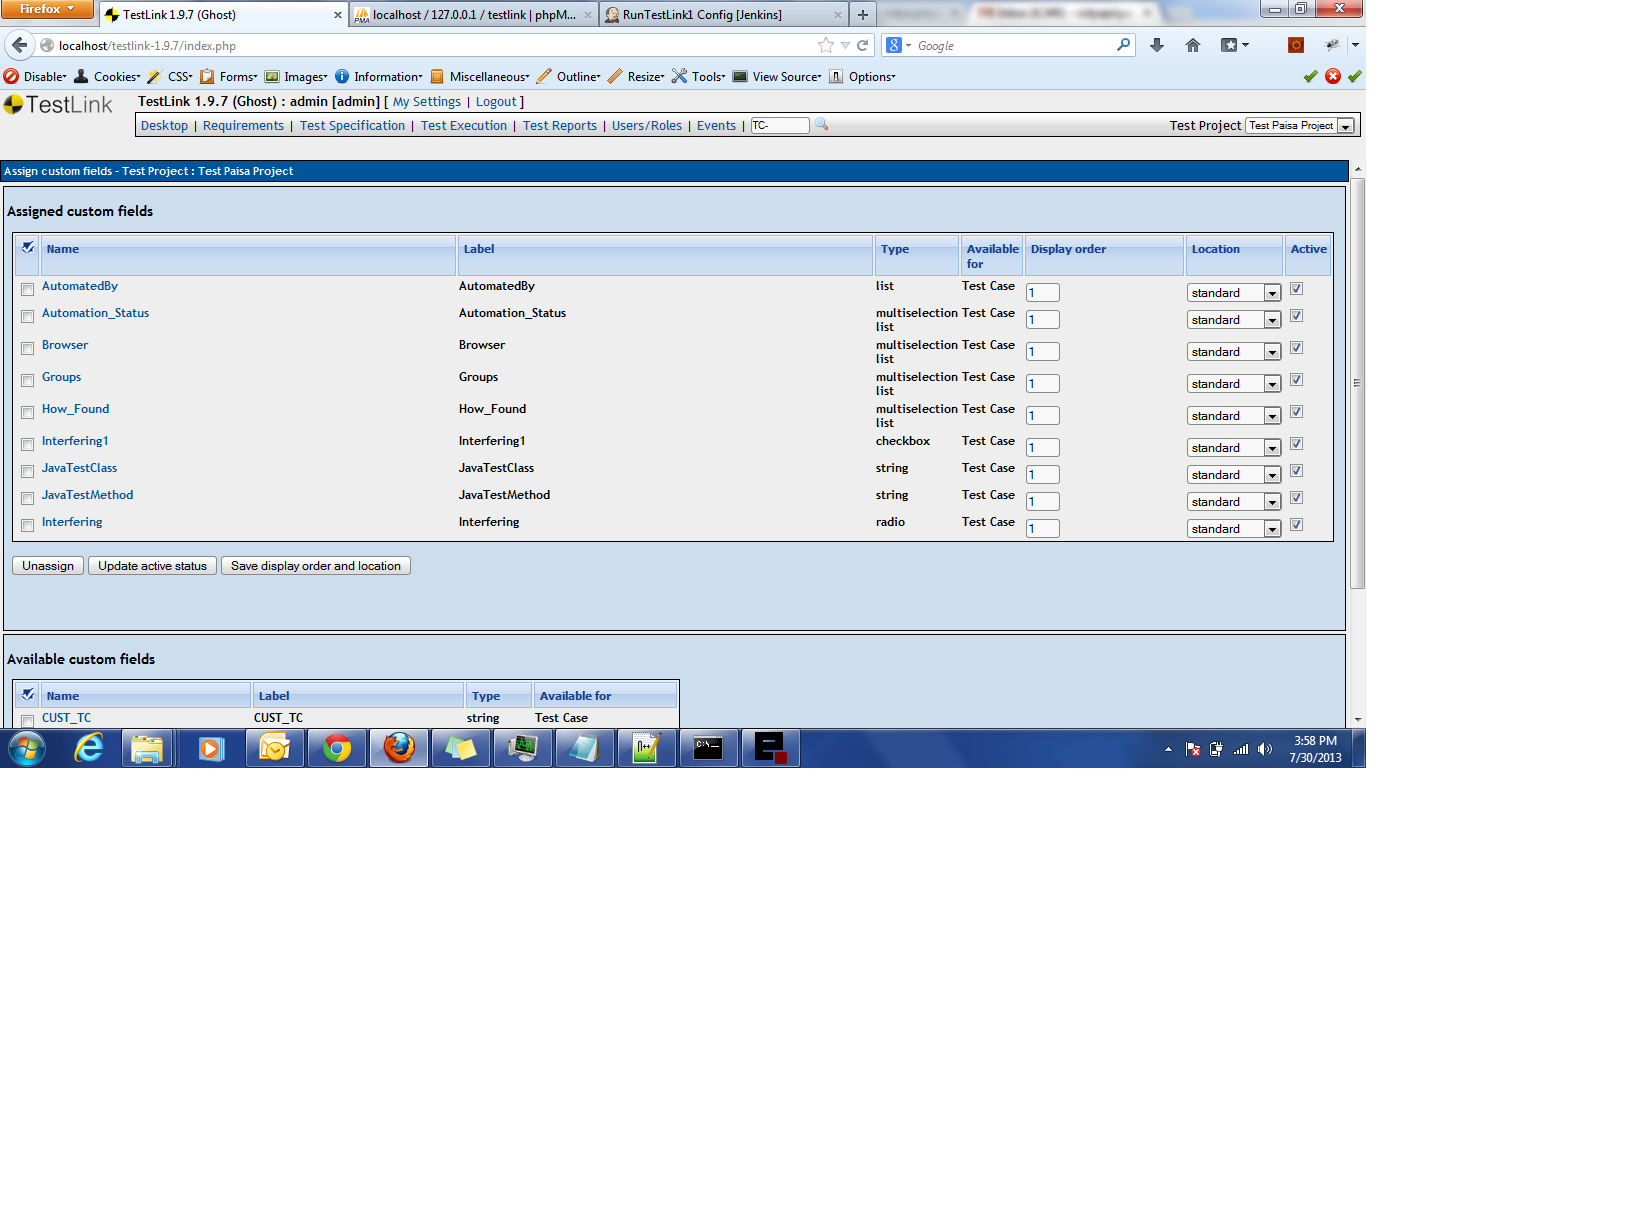 Firefox
TestLink 1.9.7 (Ghost)
localhost / 127.0.0.1 / testlink | phpM...
RunTestLink1 Config [Jenkins]
localhost/testlink-1.9.7/index.php
Google
Disable Cookies CSS Forms Images Information Miscellaneous Outline Resize Tools View Source Options
TestLink
TestLink 1.9.7 (Ghost) : admin [admin] [ My Settings | Logout ]
Desktop | Requirements | Test Specification | Test Execution | Test Reports | Users/Roles | Events | TC- Test Project Test Paisa Project
Assign custom fields - Test Project : Test Paisa Project
Assigned custom fields
Name Label Type Available for Display order Location Active
AutomatedBy AutomatedBy list Test Case 1 standard
Automation_Status Automation_Status multiselection list Test Case 1 standard
Browser Browser multiselection list Test Case 1 standard
Groups Groups multiselection list Test Case 1 standard
How_Found How_Found multiselection list Test Case 1 standard
Interfering1 Interfering1 checkbox Test Case 1 standard
JavaTestClass JavaTestClass string Test Case 1 standard
JavaTestMethod JavaTestMethod string Test Case 1 standard
Interfering Interfering radio Test Case 1 standard
Unassign Update active status Save display order and location
Available custom fields
Name Label Type Available for
CUST_TC CUST_TC string Test Case
3:58 PM
7/30/2013